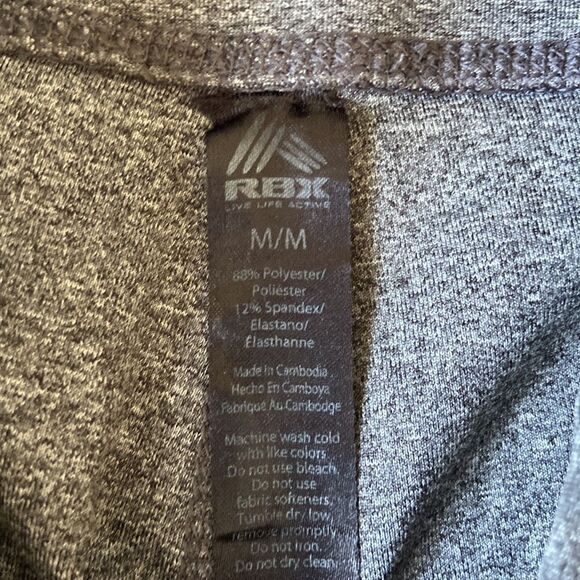 RBX
LIVE LIFE ACTIVE
M/M
88% Polyester/
Poliéster
12% Spandex/
Elastano/
Élasthanne
Made in Cambodia
Hecho En Camboya
Fabrique Au Cambodge
Machine wash cold
with like colors.
Do not use bleach.
Do not use
fabric softeners.
Tumble dry low,
remove promptly.
Do not iron.
Do not dry clean.